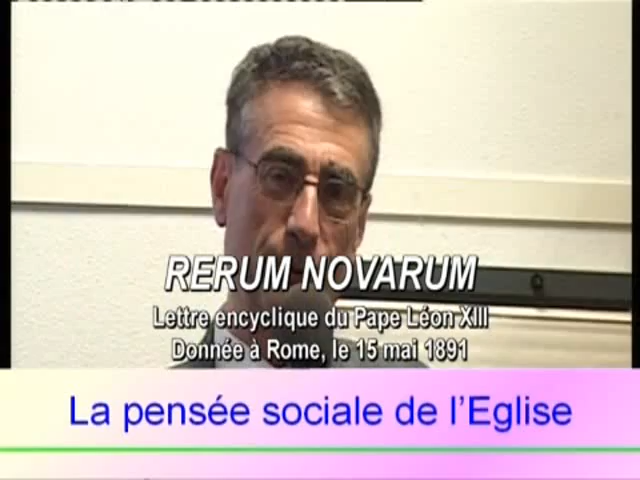 RERUM NOVARUM
Lettre encyclique du Pape Léon XIII
Donnée à Rome, le 15 mai 1891
La pensée sociale de l'Eglise